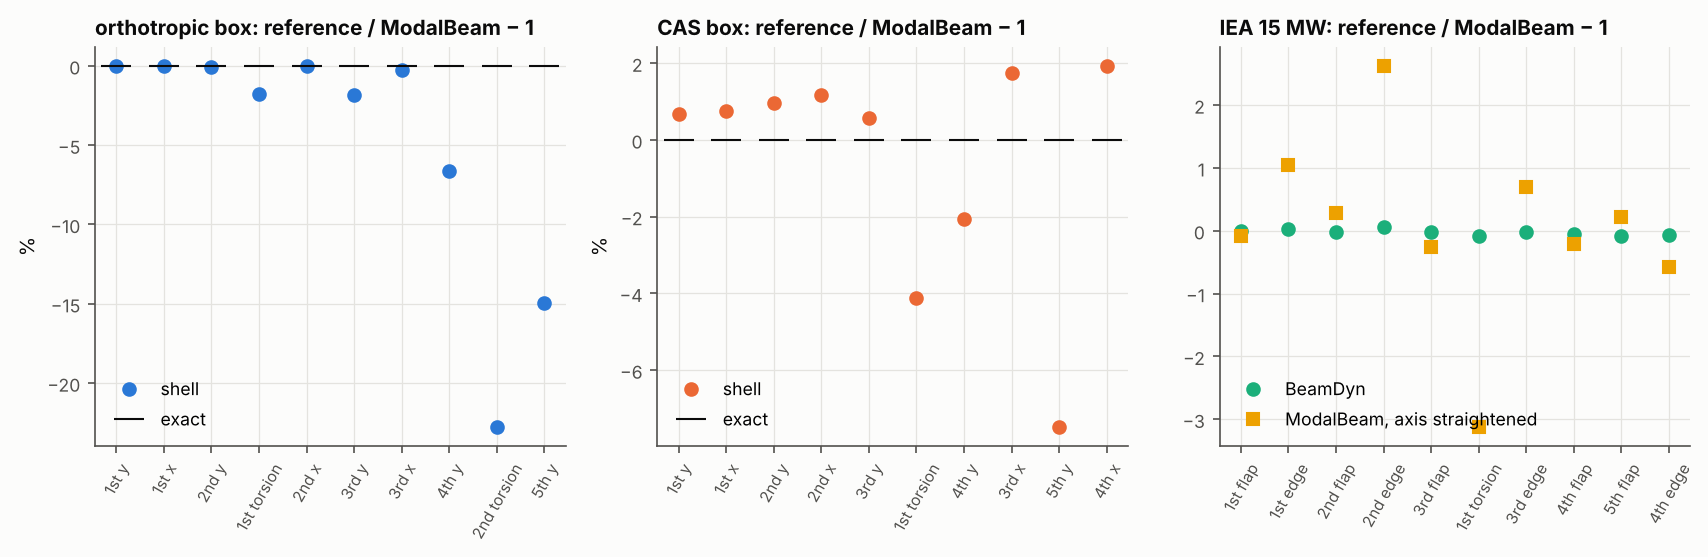 orthotropic box: reference / ModalBeam − 1
%
0
−5
−10
−15
−20
shell
exact
1st y
1st x
2nd y
1st torsion
2nd x
3rd y
3rd x
4th y
2nd torsion
5th y
CAS box: reference / ModalBeam − 1
%
2
0
−2
−4
−6
shell
exact
1st y
1st x
2nd y
2nd x
3rd y
1st torsion
4th y
3rd x
5th y
4th x
IEA 15 MW: reference / ModalBeam − 1
2
1
0
−1
−2
−3
BeamDyn
ModalBeam, axis straightened
1st flap
1st edge
2nd flap
2nd edge
3rd flap
1st torsion
3rd edge
4th flap
5th flap
4th edge